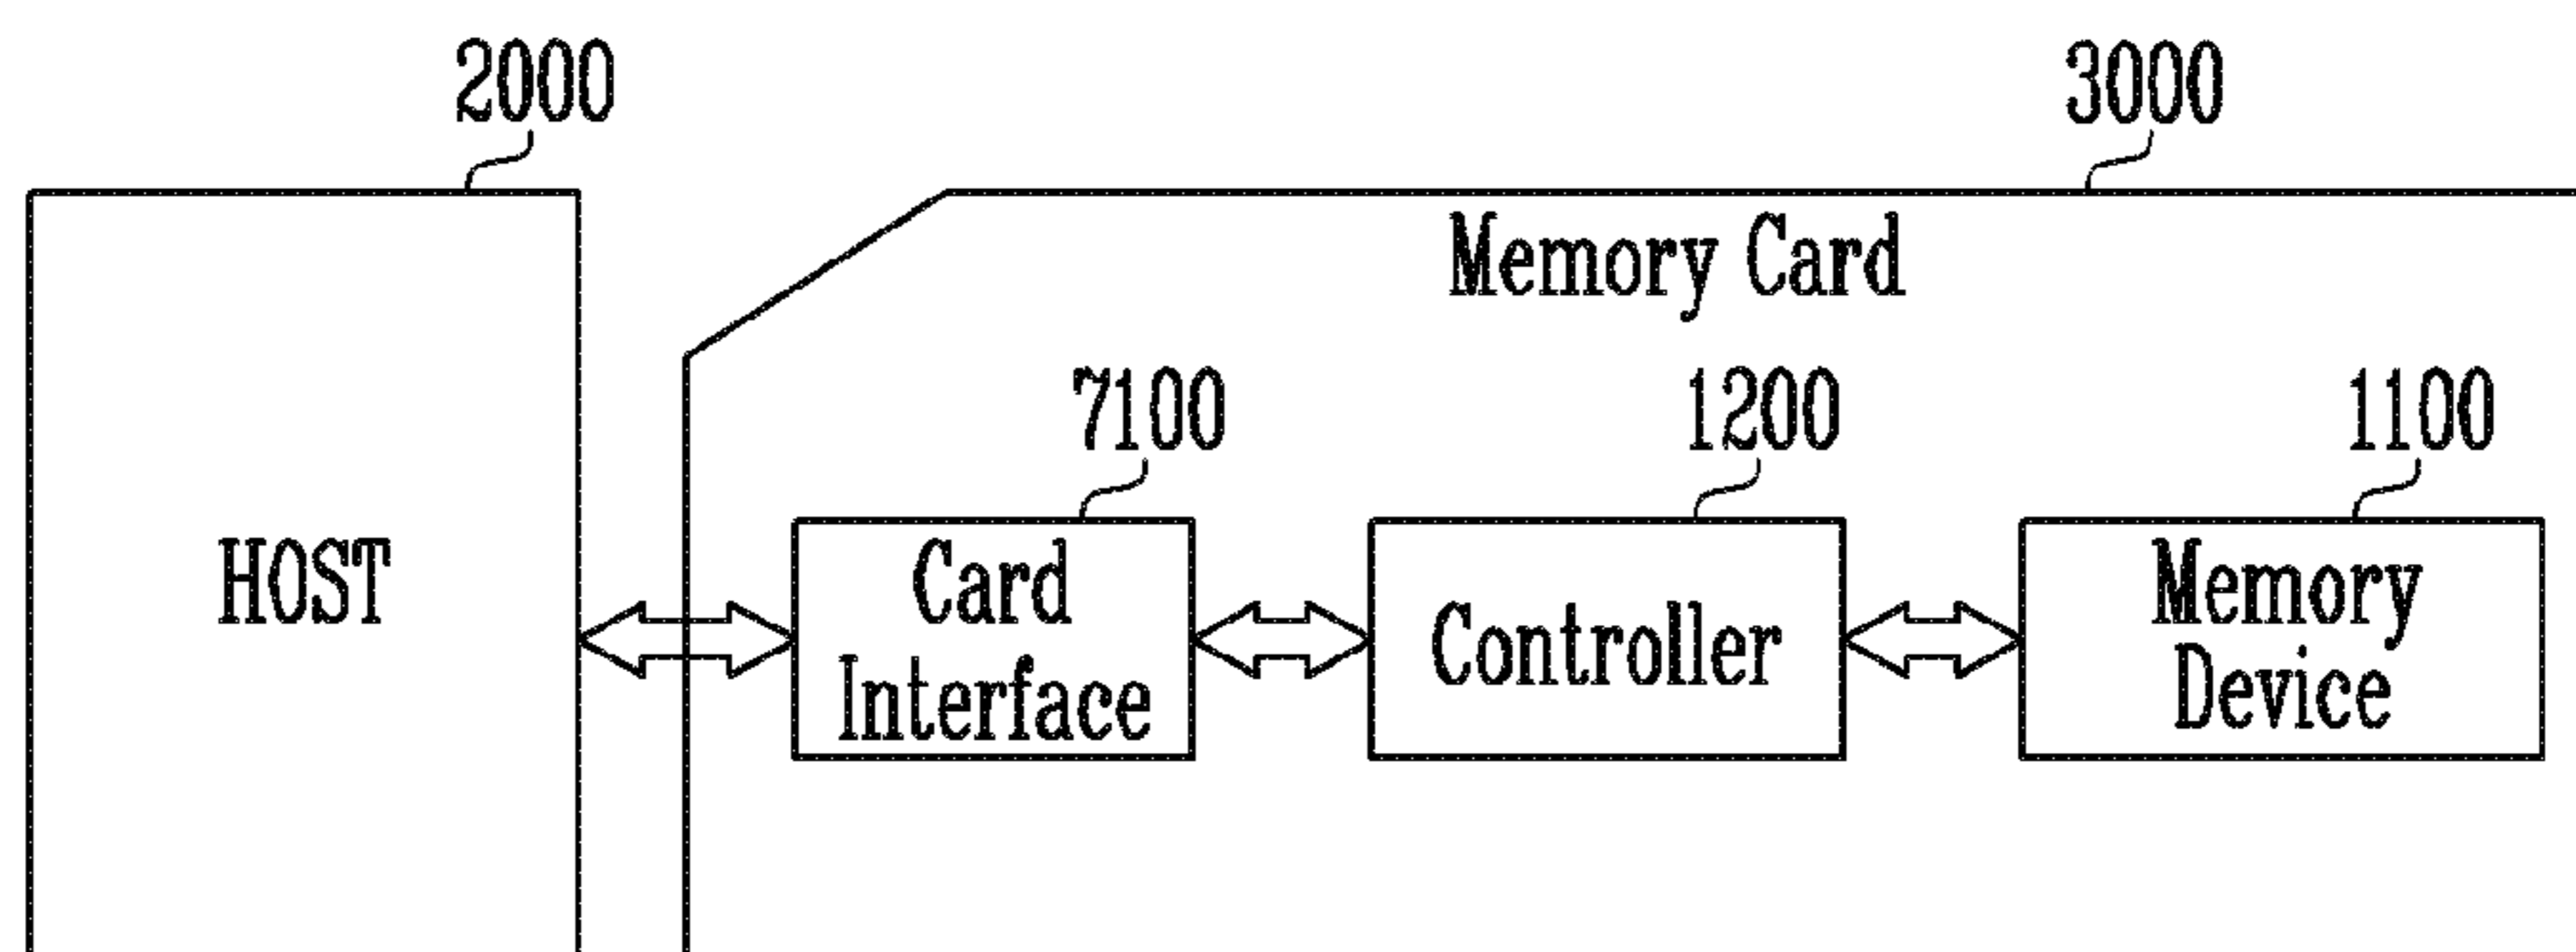 2000
3000
Memory Card
7100
1200
1100
HOST
Card
Interface
Controller
Memory
Device